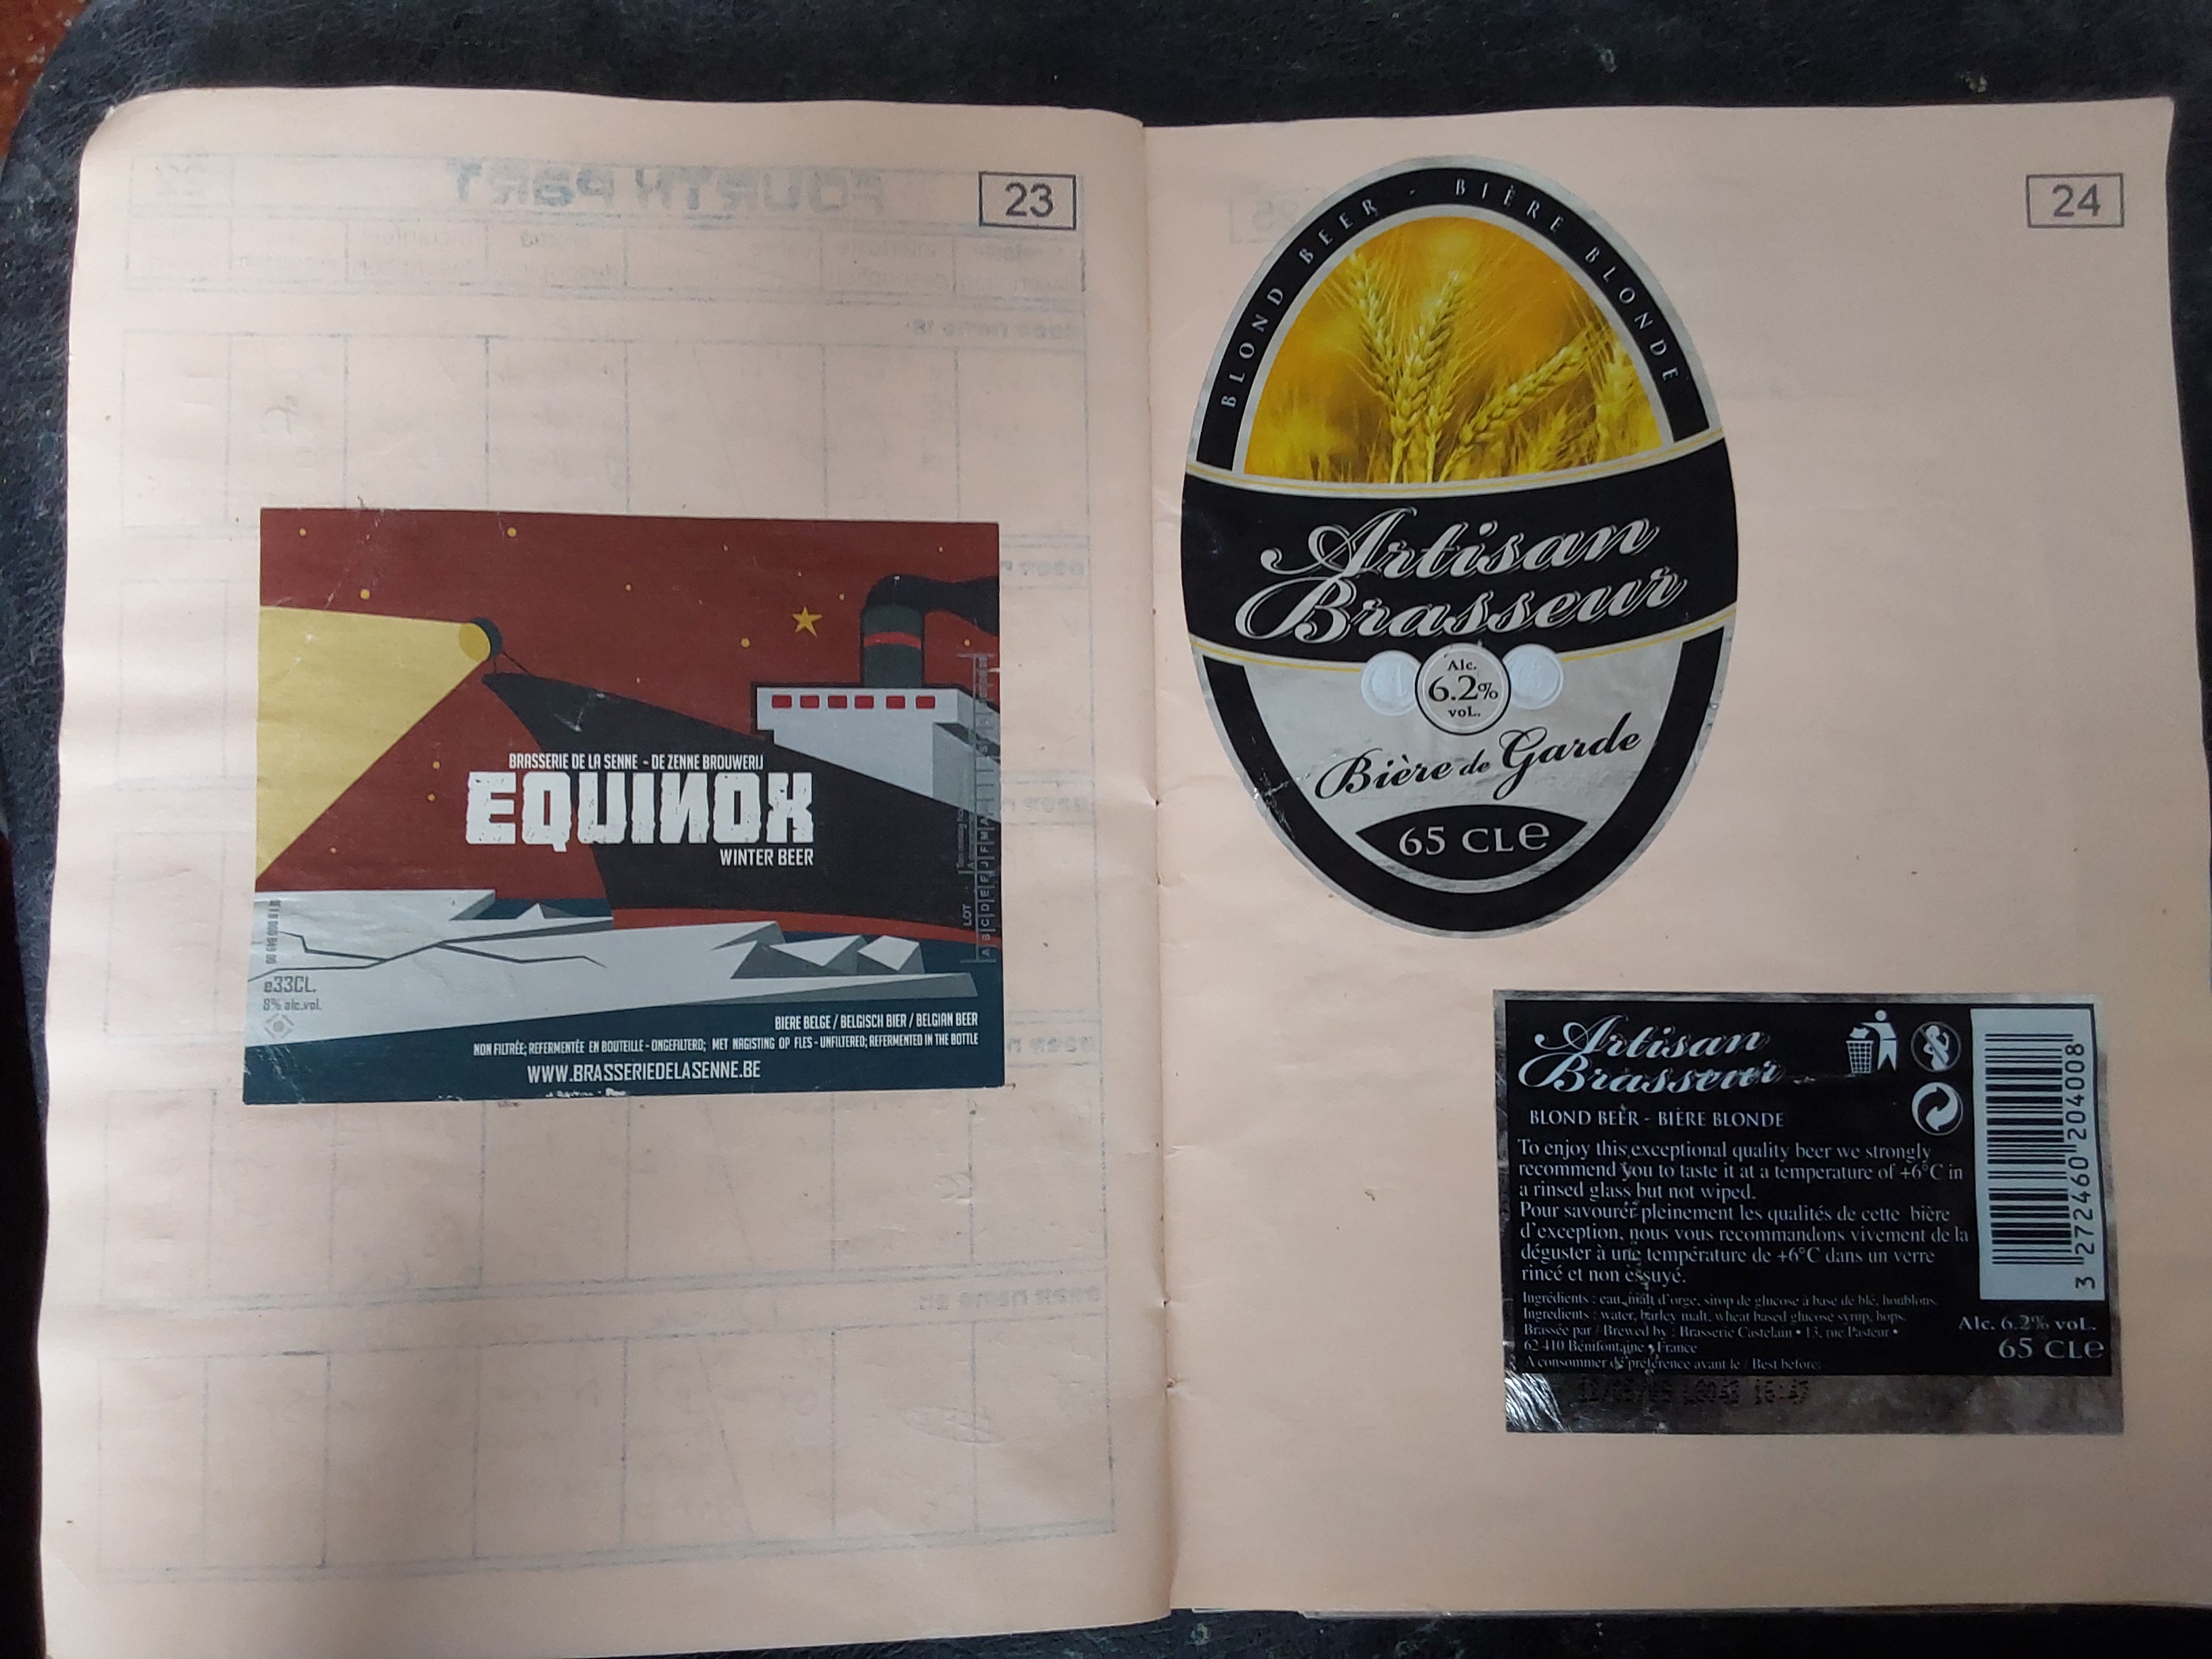 23
BRASSERIE DE LA SENNE - DE ZENNE BROUWERIJ
EQUINOX
WINTER BEER
LOT
e33CL.
8% alc.vol.
BIERE BELGE / BELGISCH BIER / BELGIAN BEER
NON FILTRÉE; REFERMENTÉE EN BOUTEILLE - ONGEFILTERD; MET NAGISTING OP FLES - UNFILTERED; REFERMENTED IN THE BOTTLE
WWW.BRASSERIEDELASENNE.BE
24
BLOND BEER - BIÈRE BLONDE
Artisan
Brasseur
Alc.
6.2%
voL.
Bière de Garde
65 CLe
Artisan
Brasseur
BLOND BEER - BIÈRE BLONDE
To enjoy this exceptional quality beer we strongly
recommend you to taste it at a temperature of +6°C in
a rinsed glass but not wiped.
Pour savourer pleinement les qualités de cette bière
d'exception, nous vous recommandons vivement de la
déguster à une température de +6°C dans un verre
rincé et non essuyé.
Ingrédients : eau, malt d'orge, sirop de glucose à base de blé, houblons.
Ingredients : water, barley malt, wheat based glucose syrup, hops.
Brassée par / Brewed by : Brasserie Castelain • 13, rue Pasteur •
62 410 Bénifontaine • France
A consommer de préférence avant le / Best before:
3 272460 204008
Alc. 6.2% voL.
65 CLe